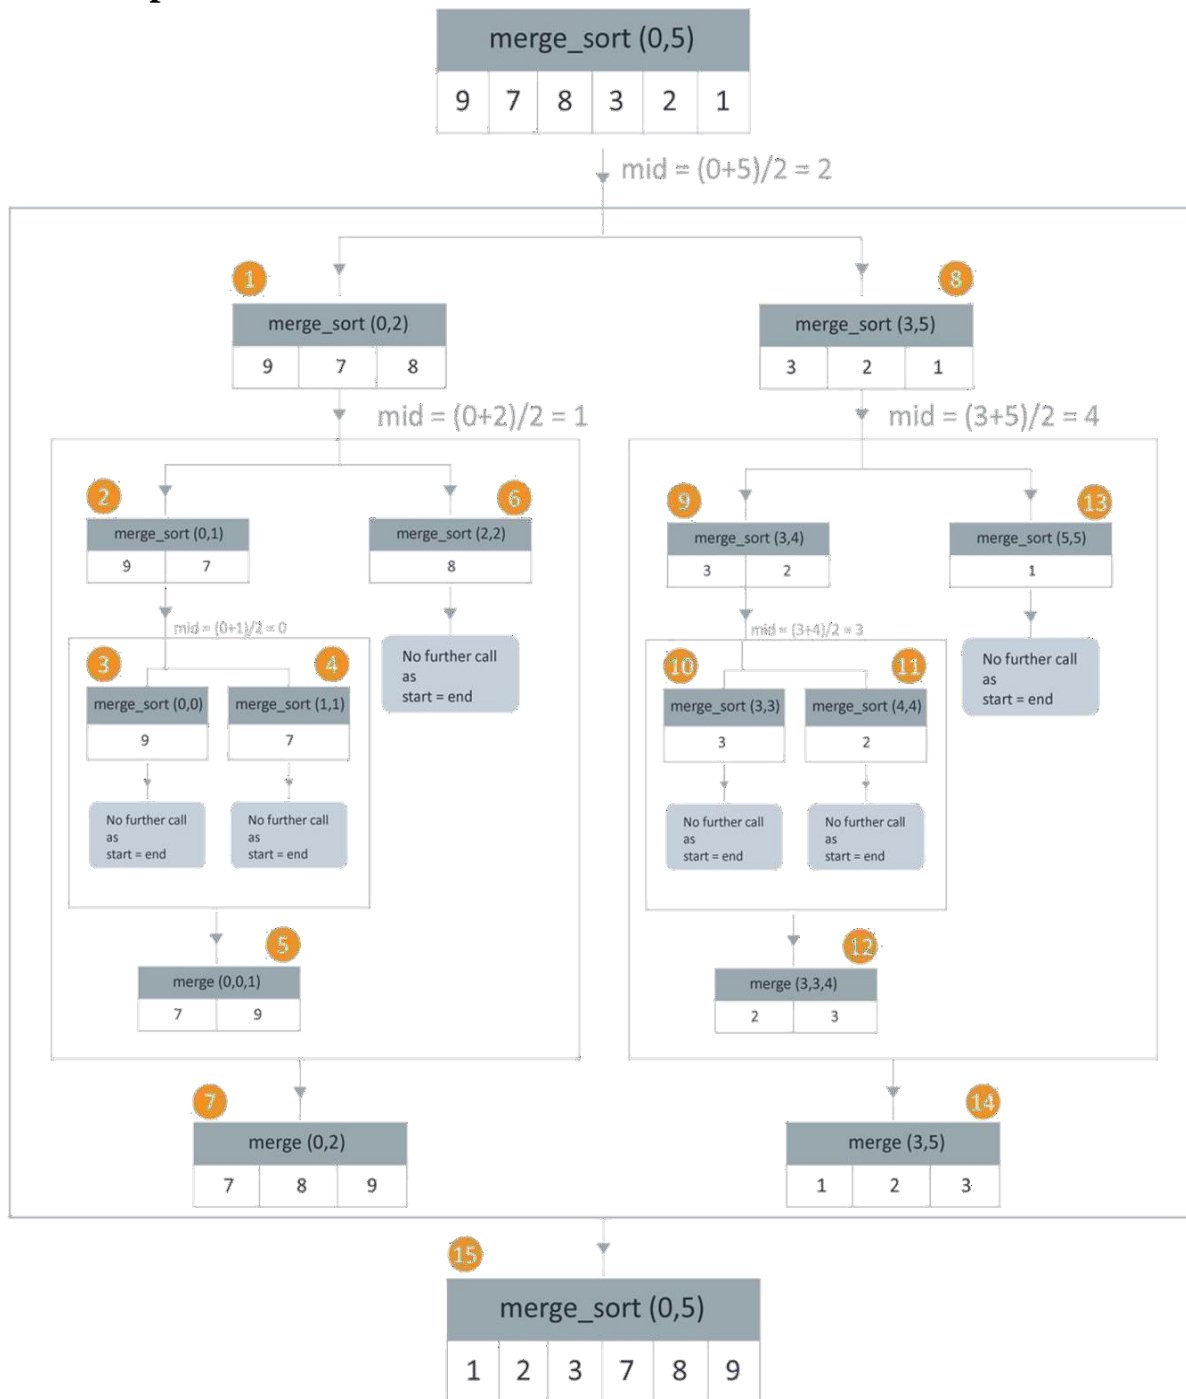 merge_sort (0,5)
9 7 8 3 2 1
mid = (0+5)/2 = 2
1
8
merge_sort (0,2)
9 7 8
merge_sort (3,5)
3 2 1
mid = (0+2)/2 = 1
mid = (3+5)/2 = 4
2
6
9
13
merge_sort (0,1)
9 7
merge_sort (2,2)
8
merge_sort (3,4)
3 2
merge_sort (5,5)
1
mid = (0+1)/2 = 0
No further call
as
start = end
mid = (3+4)/2 = 3
No further call
as
start = end
3
4
10
11
merge_sort (0,0)
9
merge_sort (1,1)
7
merge_sort (3,3)
3
merge_sort (4,4)
2
No further call
as
start = end
No further call
as
start = end
No further call
as
start = end
No further call
as
start = end
5
12
merge (0,0,1)
7 9
merge (3,3,4)
2 3
7
14
merge (0,2)
7 8 9
merge (3,5)
1 2 3
15
merge_sort (0,5)
1 2 3 7 8 9